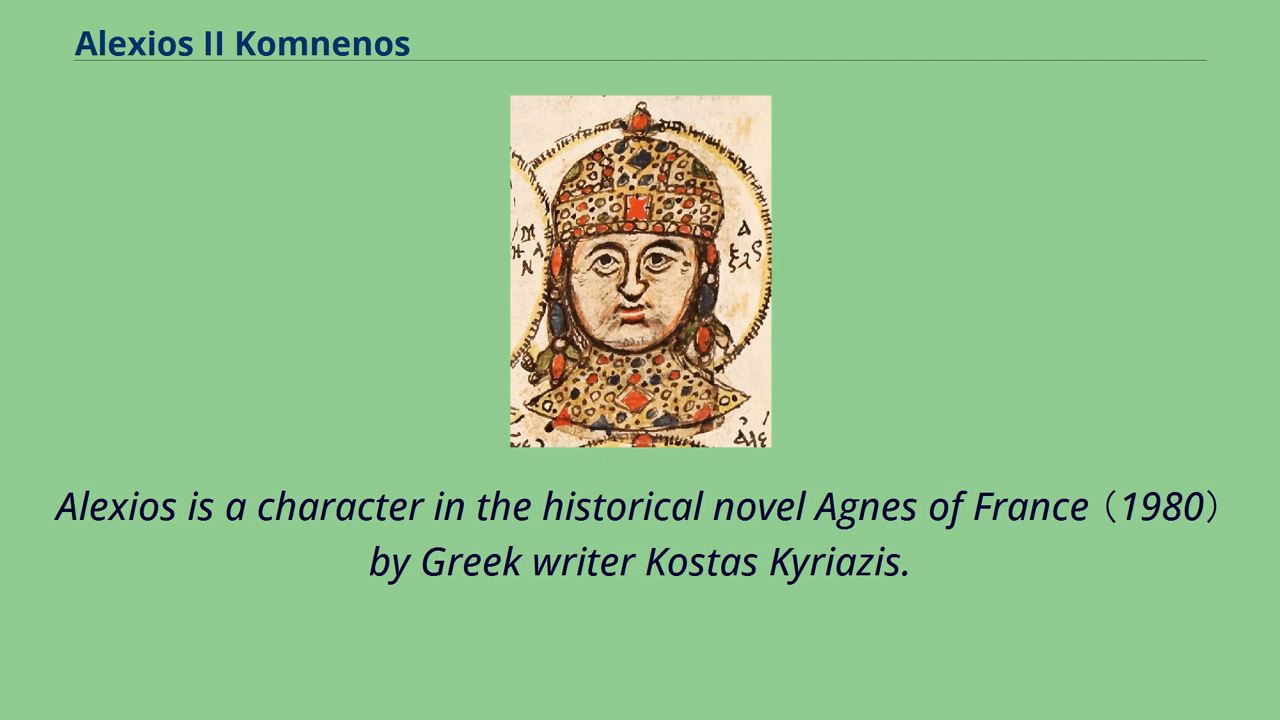 Alexios II Komnenos
Alexios is a character in the historical novel Agnes of France（1980）
by Greek writer Kostas Kyriazis.